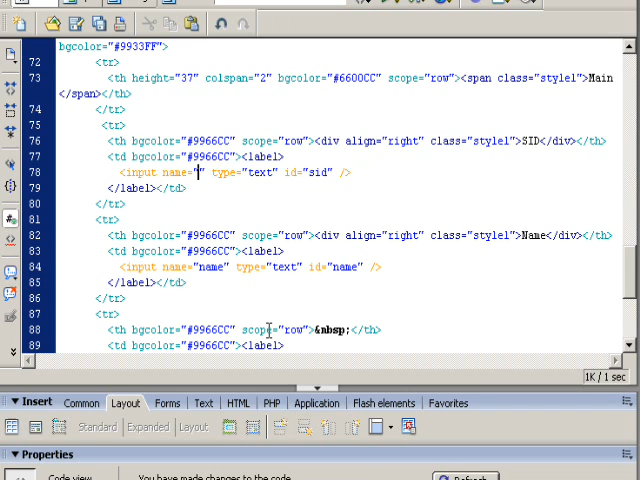 bgcolor="#9933FF">
72 <tr>
73 <th height="37" colspan="2" bgcolor="#6600CC" scope="row"><span class="style1">Main
</span></th>
74 </tr>
75 <tr>
76 <th bgcolor="#9966CC" scope="row"><div align="right" class="style1">SID</div></th>
77 <td bgcolor="#9966CC"><label>
78 <input name="" type="text" id="sid" />
79 </label></td>
80 </tr>
81 <tr>
82 <th bgcolor="#9966CC" scope="row"><div align="right" class="style1">Name</div></th>
83 <td bgcolor="#9966CC"><label>
84 <input name="name" type="text" id="name" />
85 </label></td>
86 </tr>
87 <tr>
88 <th bgcolor="#9966CC" scope="row">&nbsp;</th>
89 <td bgcolor="#9966CC"><label>
1K / 1 sec
Insert Common Layout Forms Text HTML PHP Application Flash elements Favorites
Standard Expanded Layout
Properties
Code view You have made changes to the code. Refresh